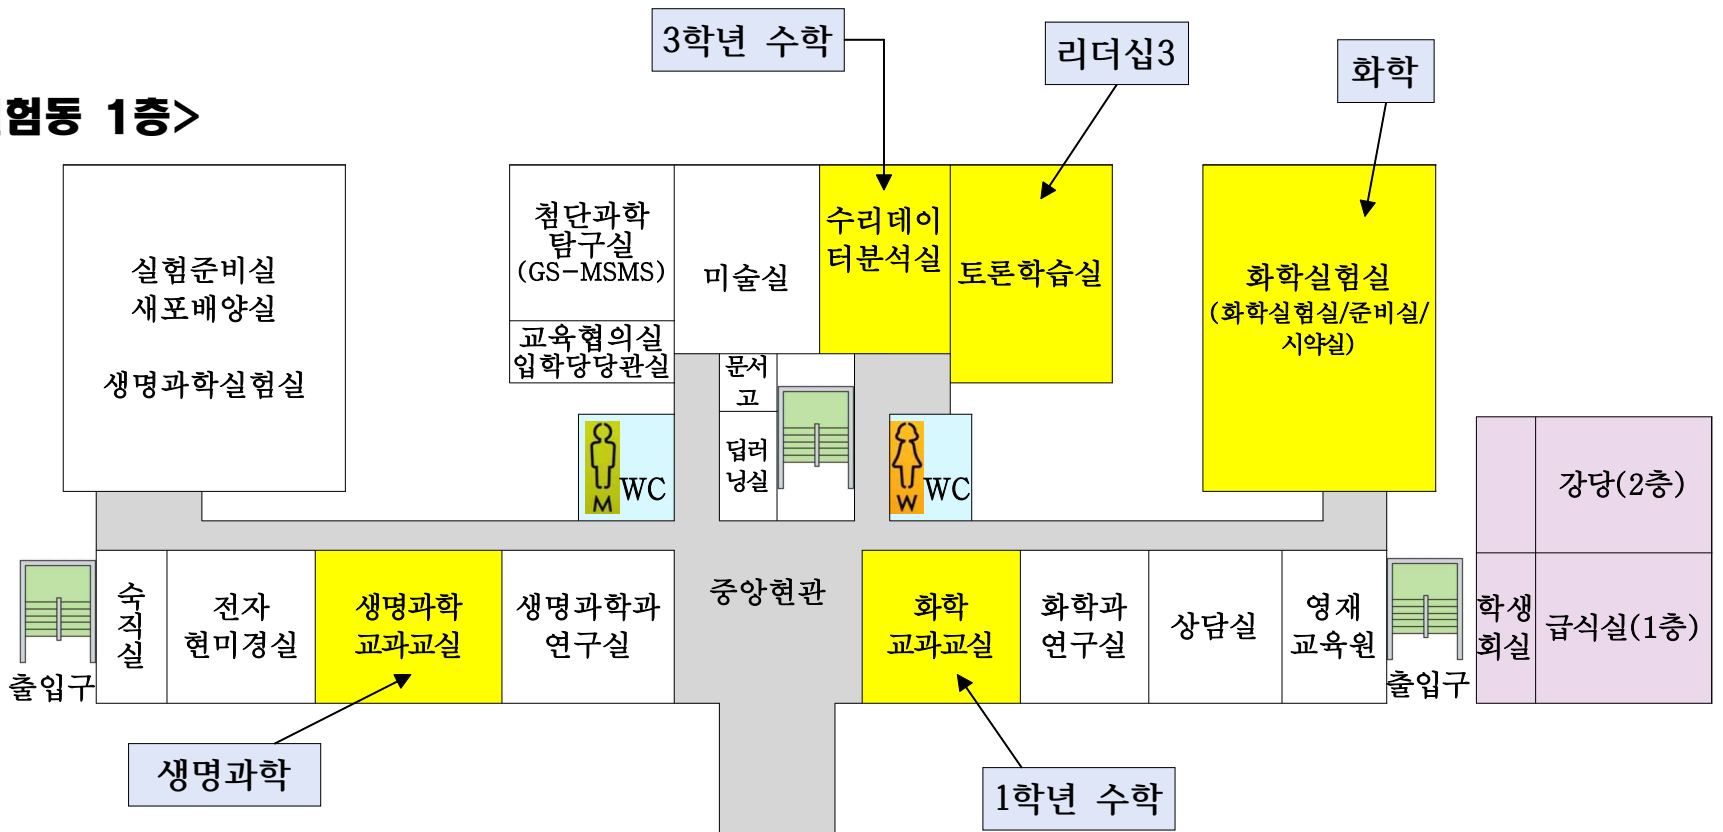 3학년 수학
리더십3
화학
험동 1층>
실험준비실
새포배양실
생명과학실험실
첨단과학
탐구실
(GS-MSMS)
교육협의실
입학당당관실
미술실
수리데이
터분석실
토론학습실
화학실험실
(화학실험실/준비실/
시약실)
문서
고
딥러
닝실
M
WC
W
WC
강당(2층)
학생
회실
급식실(1층)
출입구
숙
직
실
전자
현미경실
생명과학
교과교실
생명과학과
연구실
중앙현관
화학
교과교실
화학과
연구실
상담실
영재
교육원
출입구
생명과학
1학년 수학